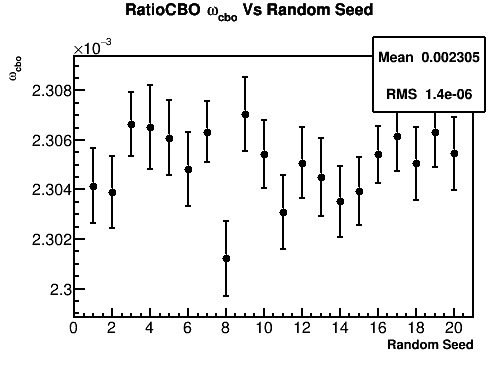 RatioCBO ω_cbo Vs Random Seed
×10⁻³
ω_cbo
Mean 0.002305
RMS 1.4e-06
2.308
2.306
2.304
2.302
2.3
0 2 4 6 8 10 12 14 16 18 20
Random Seed